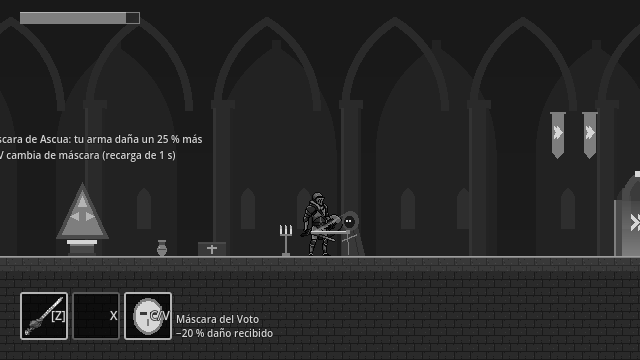 scara de Ascua: tu arma daña un 25 % más
V cambia de máscara (recarga de 1 s)
[Z]
X
C/V
Máscara del Voto
−20 % daño recibido